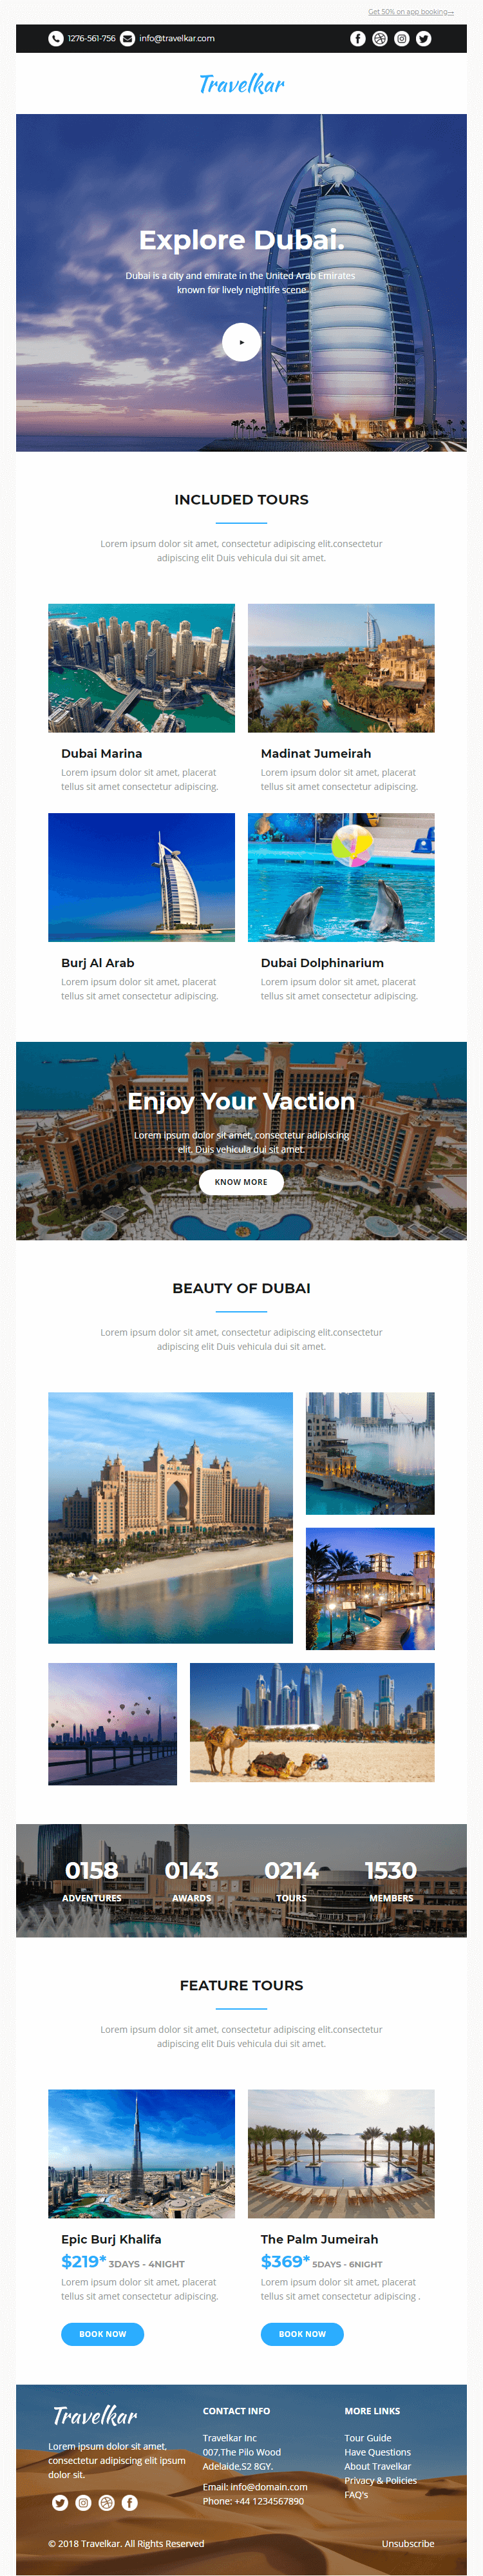 Get 50% on app booking→
1276-561-756 info@travelkar.com
Travelkar
Explore Dubai.
Dubai is a city and emirate in the United Arab Emirates
known for lively nightlife scene
INCLUDED TOURS
Lorem ipsum dolor sit amet, consectetur adipiscing elit,consectetur
adipiscing elit Duis vehicula dui sit amet.
Dubai Marina
Lorem ipsum dolor sit amet, placerat
tellus sit amet consectetur adipiscing.
Madinat Jumeirah
Lorem ipsum dolor sit amet, placerat
tellus sit amet consectetur adipiscing.
Burj Al Arab
Lorem ipsum dolor sit amet, placerat
tellus sit amet consectetur adipiscing.
Dubai Dolphinarium
Lorem ipsum dolor sit amet, placerat
tellus sit amet consectetur adipiscing.
Enjoy Your Vaction
Lorem ipsum dolor sit amet, consectetur adipiscing
elit, Duis vehicula dui sit amet.
KNOW MORE
BEAUTY OF DUBAI
Lorem ipsum dolor sit amet, consectetur adipiscing elit,consectetur
adipiscing elit Duis vehicula dui sit amet.
0158 0143 0214 1530
ADVENTURES AWARDS TOURS MEMBERS
FEATURE TOURS
Lorem ipsum dolor sit amet, consectetur adipiscing elit,consectetur
adipiscing elit Duis vehicula dui sit amet.
Epic Burj Khalifa
$219* 3DAYS - 4NIGHT
Lorem ipsum dolor sit amet, placerat
tellus sit amet consectetur adipiscing.
BOOK NOW
The Palm Jumeirah
$369* 5DAYS - 6NIGHT
Lorem ipsum dolor sit amet, placerat
tellus sit amet consectetur adipiscing .
BOOK NOW
Travelkar
Lorem ipsum dolor sit amet,
consectetur adipiscing elit ipsum
dolor sit.
CONTACT INFO
Travelkar Inc
007,The Pilo Wood
Adelaide,S2 8GY.
Email: info@domain.com
Phone: +44 1234567890
MORE LINKS
Tour Guide
Have Questions
About Travelkar
Privacy & Policies
FAQ's
© 2018 Travelkar. All Rights Reserved
Unsubscribe